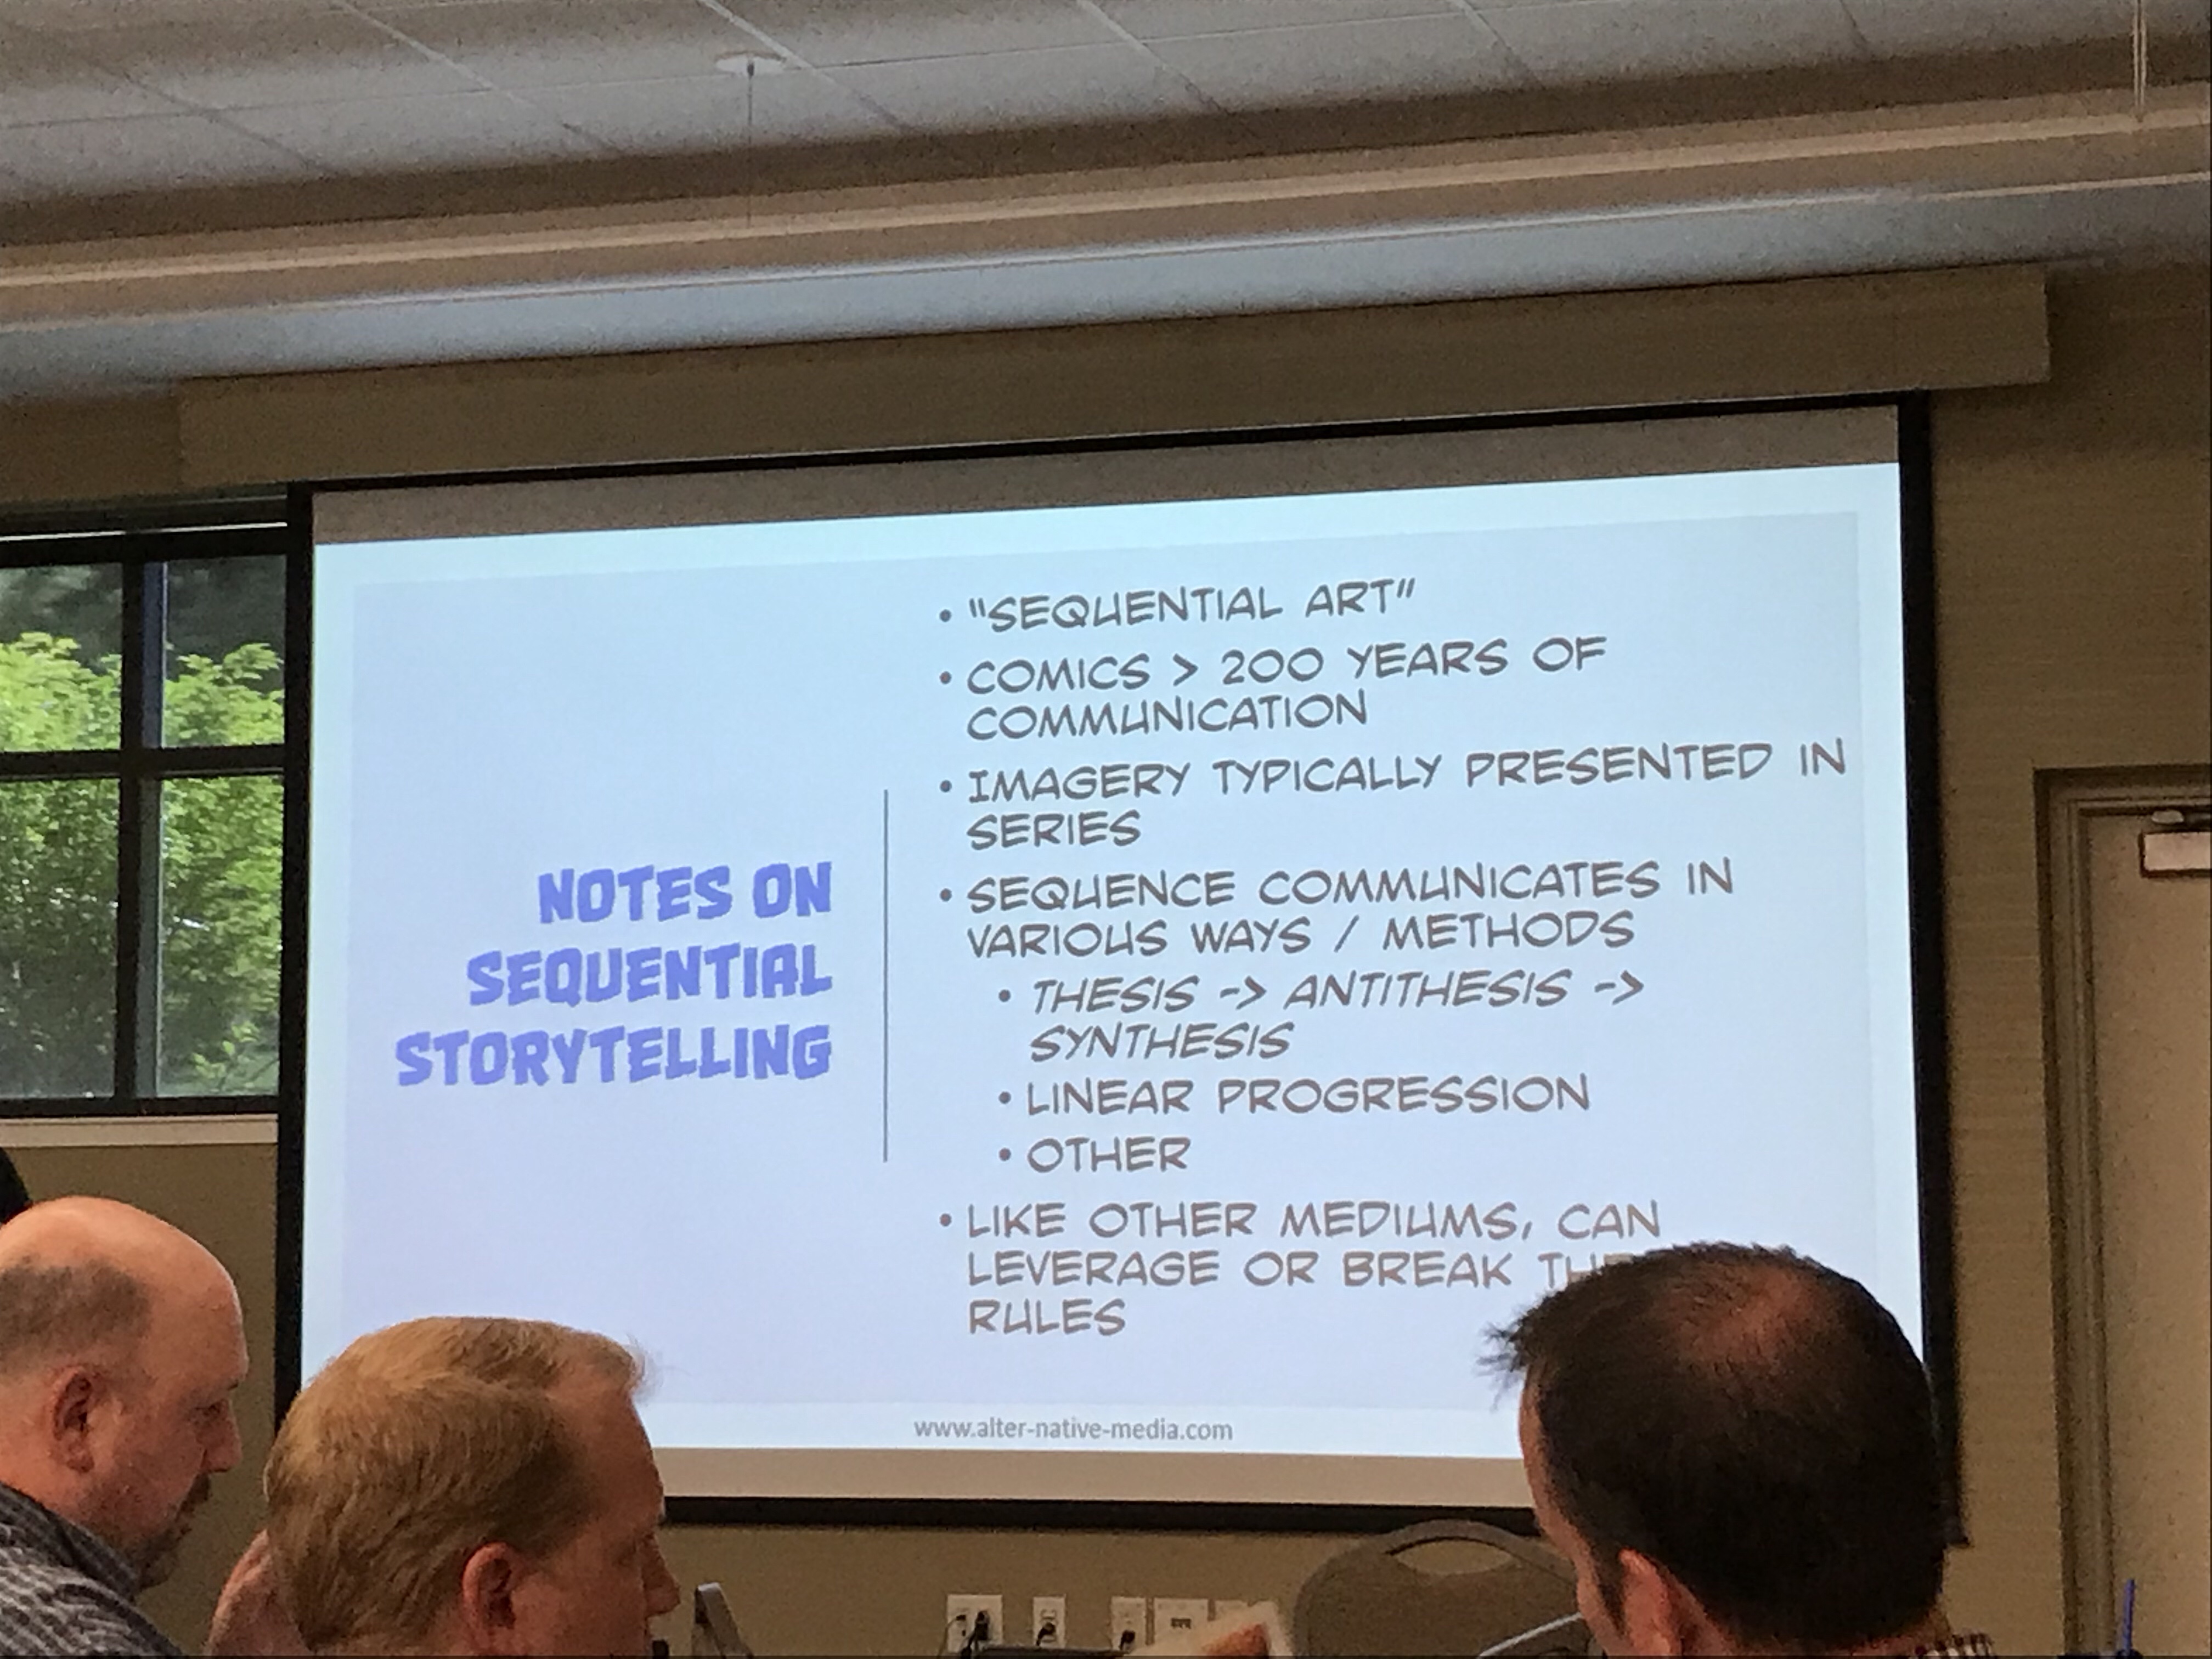 NOTES ON
SEQUENTIAL
STORYTELLING
• "SEQUENTIAL ART"
• COMICS > 200 YEARS OF
COMMUNICATION
• IMAGERY TYPICALLY PRESENTED IN
SERIES
• SEQUENCE COMMUNICATES IN
VARIOUS WAYS / METHODS
• THESIS -> ANTITHESIS ->
SYNTHESIS
• LINEAR PROGRESSION
• OTHER
• LIKE OTHER MEDIUMS, CAN
LEVERAGE OR BREAK
RULES
www.alter-native-media.com